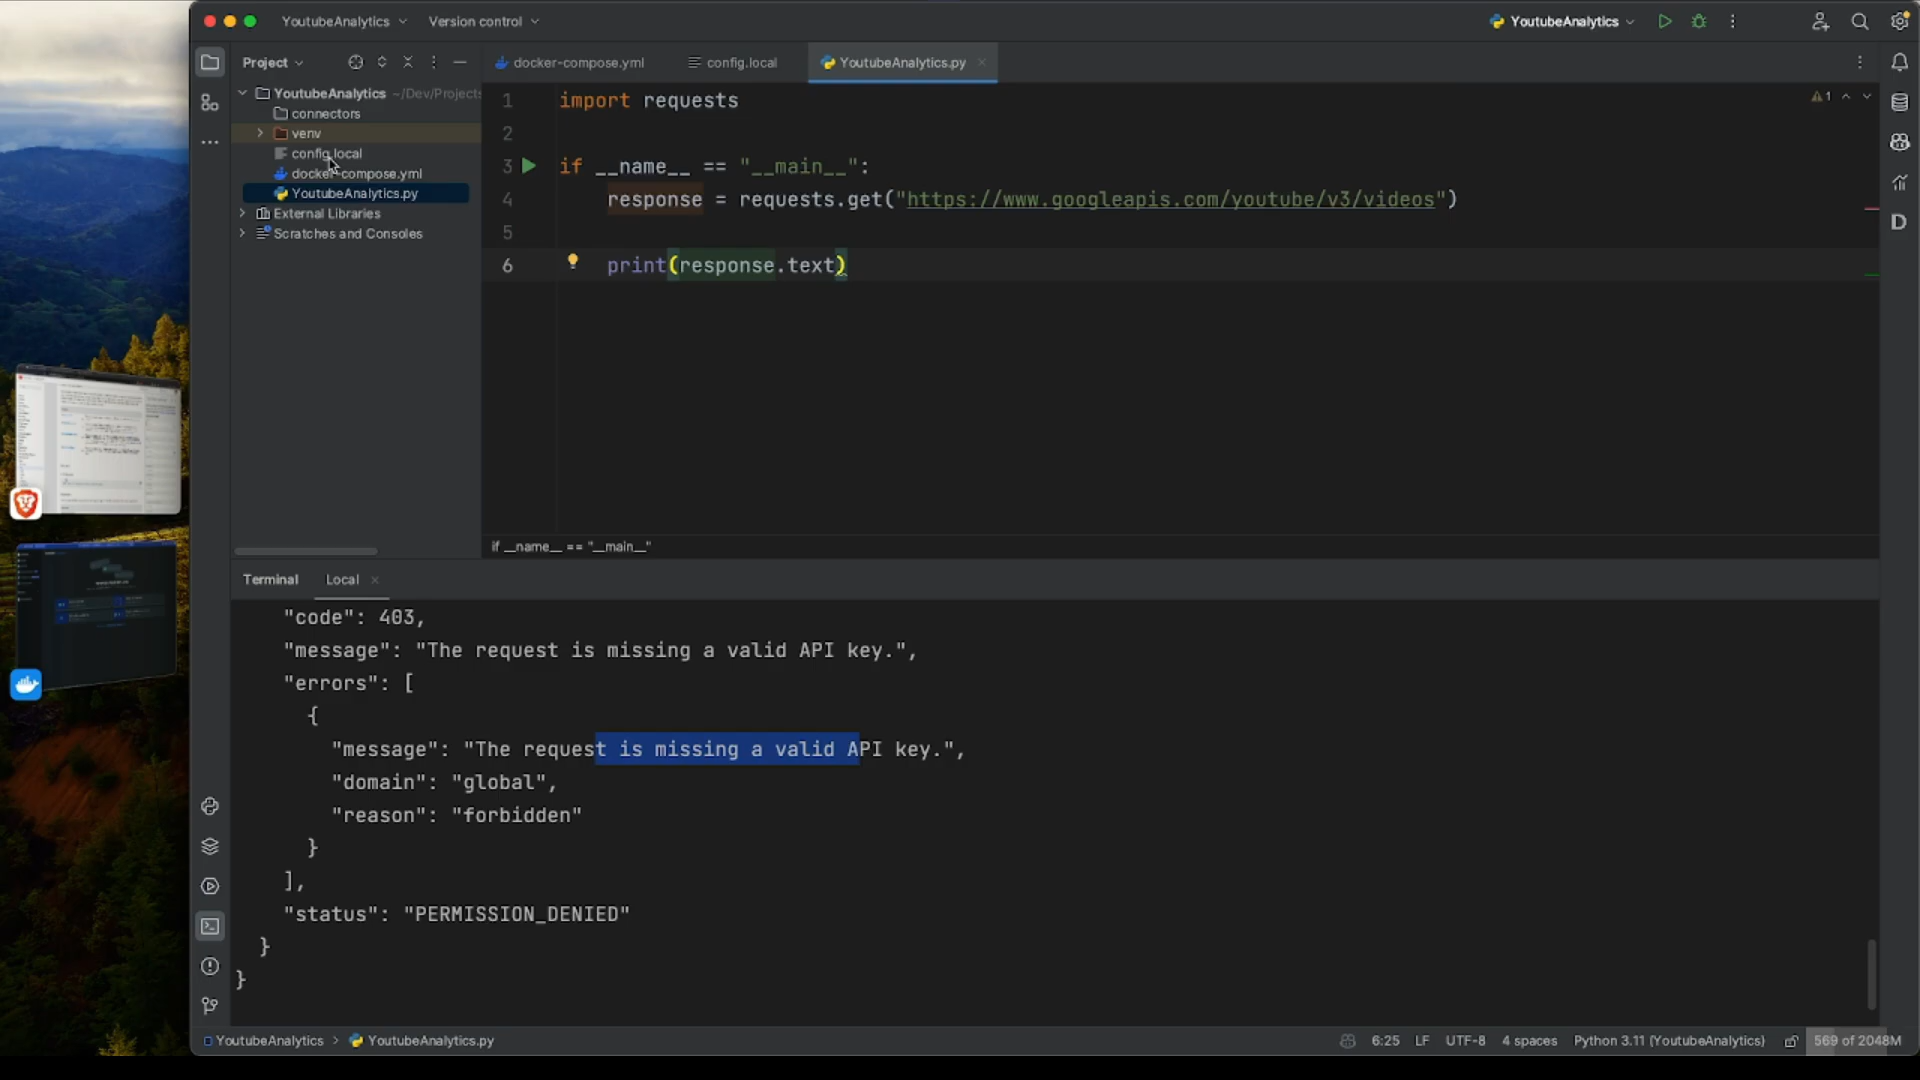 YoutubeAnalytics
Version control
YoutubeAnalytics
Project
docker-compose.yml
config.local
YoutubeAnalytics.py
YoutubeAnalytics ~/Dev/Projects
connectors
venv
config.local
docker-compose.yml
YoutubeAnalytics.py
External Libraries
Scratches and Consoles
1 import requests
2
3 if __name__ == "__main__":
4 response = requests.get("https://www.googleapis.com/youtube/v3/videos")
5
6 print(response.text)
1
D
if __name__ == "__main__"
Terminal
Local
"code": 403,
"message": "The request is missing a valid API key.",
"errors": [
{
"message": "The request is missing a valid API key.",
"domain": "global",
"reason": "forbidden"
}
],
"status": "PERMISSION_DENIED"
}
}
YoutubeAnalytics > YoutubeAnalytics.py
6:25
LF
UTF-8
4 spaces
Python 3.11 (YoutubeAnalytics)
569 of 2048M